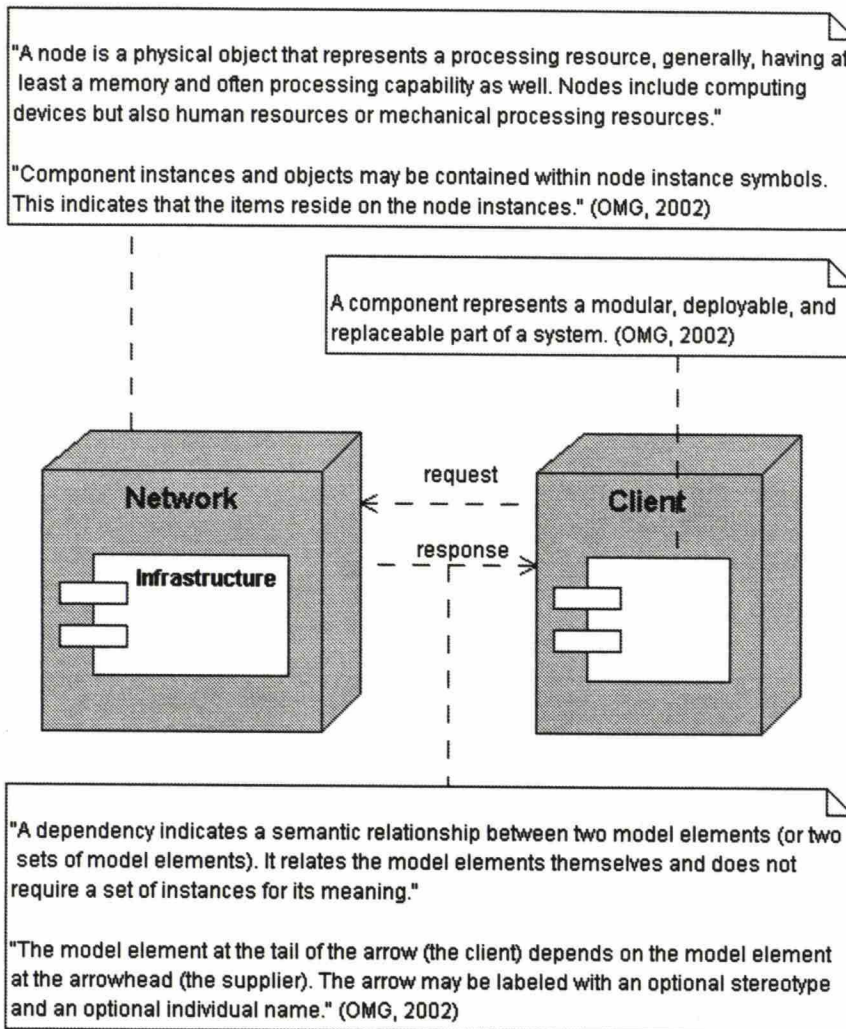 "A node is a physical object that represents a processing resource, generally, having at
least a memory and often processing capability as well. Nodes include computing
devices but also human resources or mechanical processing resources."
"Component instances and objects may be contained within node instance symbols.
This indicates that the items reside on the node instances." (OMG, 2002)
A component represents a modular, deployable, and
replaceable part of a system. (OMG, 2002)
Network
request
Client
response
Infrastructure
"A dependency indicates a semantic relationship between two model elements (or two
sets of model elements). It relates the model elements themselves and does not
require a set of instances for its meaning."
"The model element at the tail of the arrow (the client) depends on the model element
at the arrowhead (the supplier). The arrow may be labeled with an optional stereotype
and an optional individual name." (OMG, 2002)